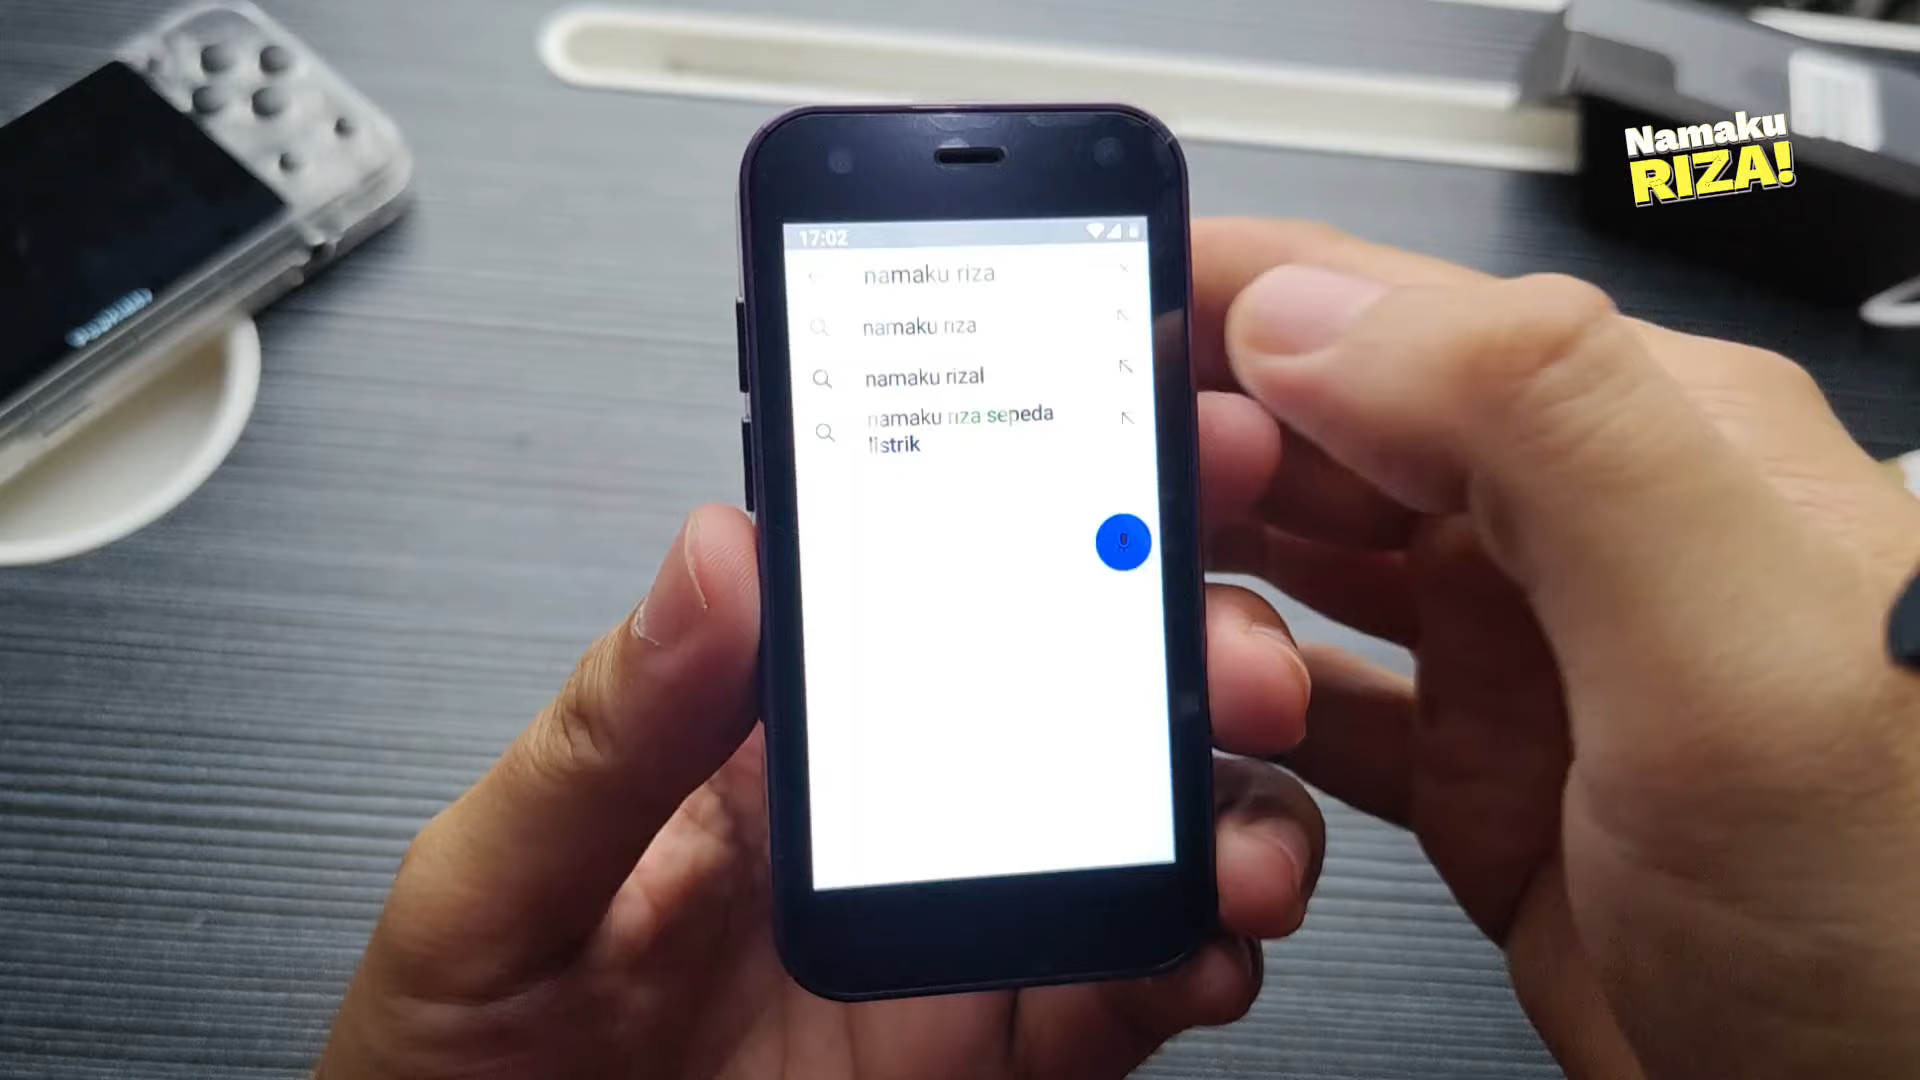 Namaku
RIZA!
17:02
namaku riza
namaku riza
namaku rizal
namaku riza sepeda
listrik